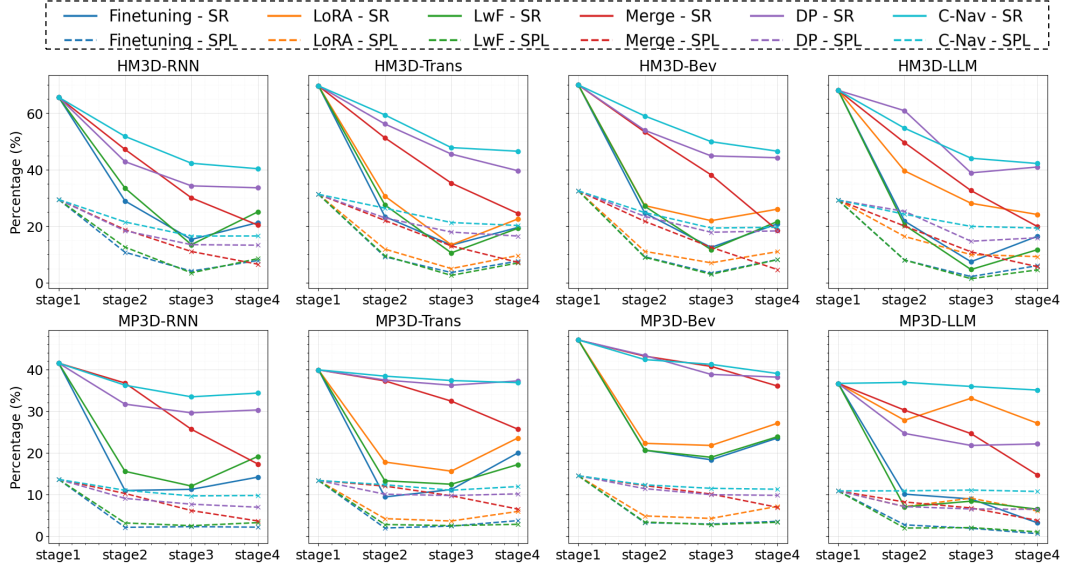 Finetuning - SR LoRA - SR LwF - SR Merge - SR DP - SR C-Nav - SR
Finetuning - SPL LoRA - SPL LwF - SPL Merge - SPL DP - SPL C-Nav - SPL
HM3D-RNN HM3D-Trans HM3D-Bev HM3D-LLM
Percentage (%)
60
40
20
0
stage1 stage2 stage3 stage4 stage1 stage2 stage3 stage4 stage1 stage2 stage3 stage4 stage1 stage2 stage3 stage4
MP3D-RNN MP3D-Trans MP3D-Bev MP3D-LLM
Percentage (%)
40
30
20
10
0
stage1 stage2 stage3 stage4 stage1 stage2 stage3 stage4 stage1 stage2 stage3 stage4 stage1 stage2 stage3 stage4